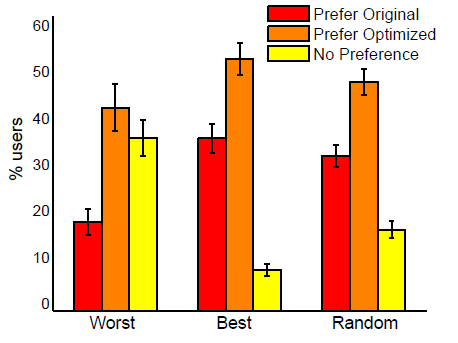 Prefer Original
Prefer Optimized
No Preference
% users
60
50
40
30
20
10
0
Worst
Best
Random